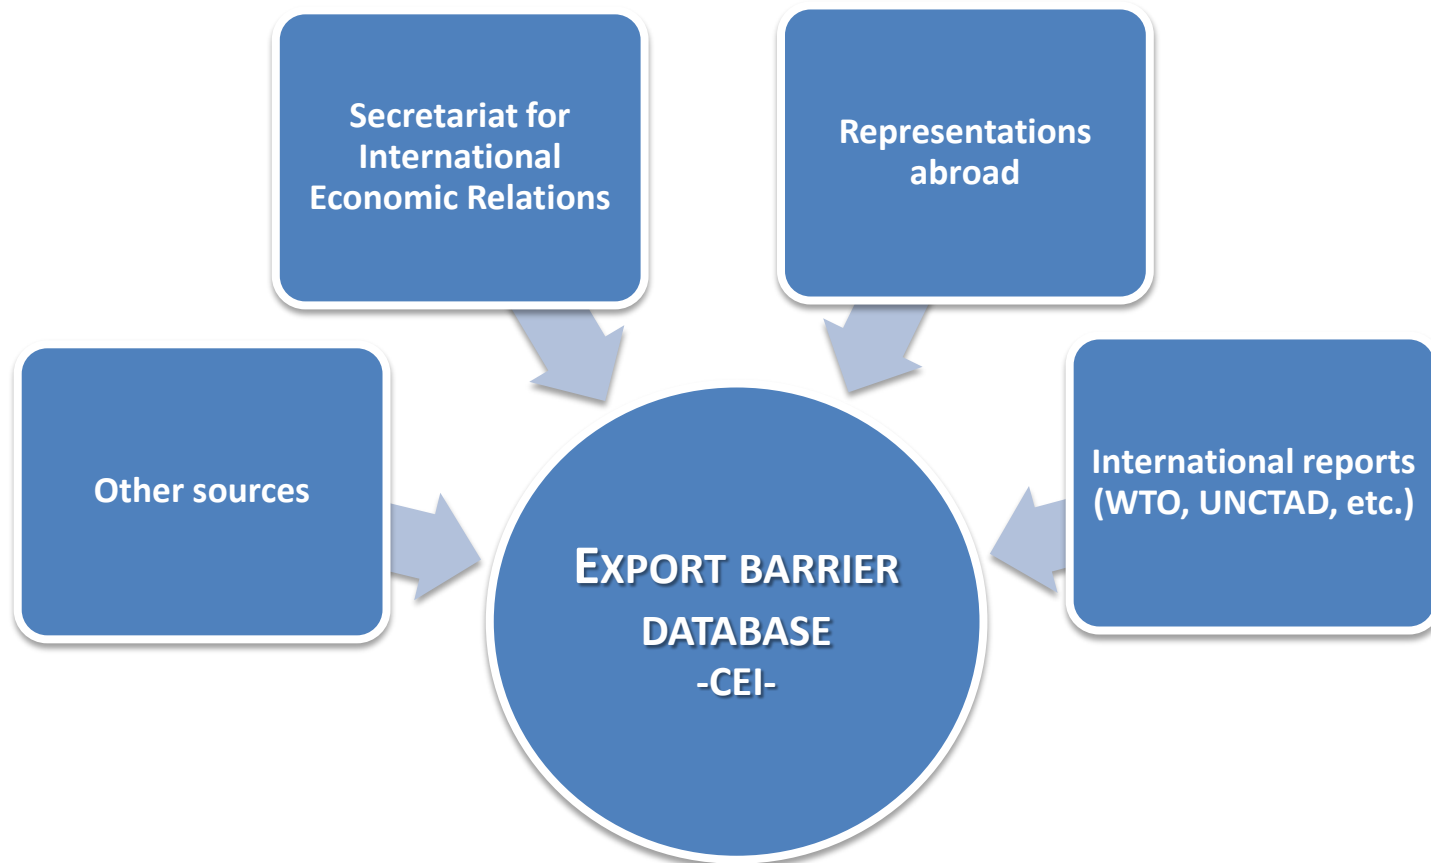 Secretariat for
International
Economic Relations
Representations
abroad
Other sources
International reports
(WTO, UNCTAD, etc.)
EXPORT BARRIER
DATABASE
-CEI-